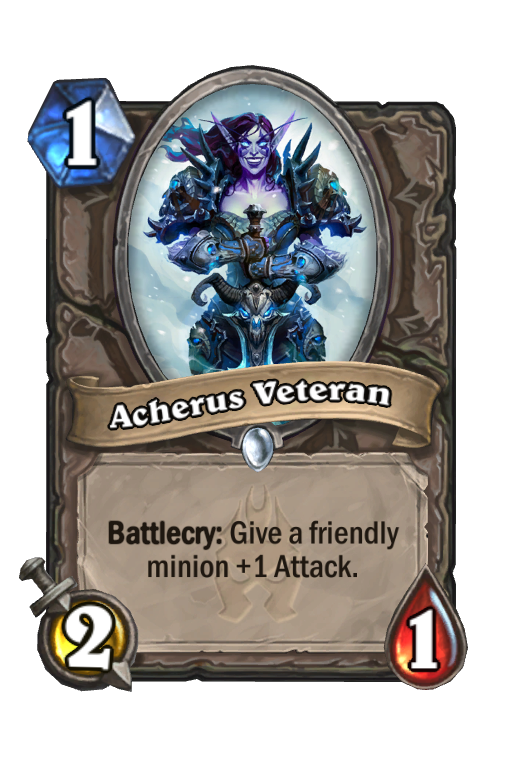 1
Acherus Veteran
Battlecry: Give a friendly
minion +1 Attack.
2
1